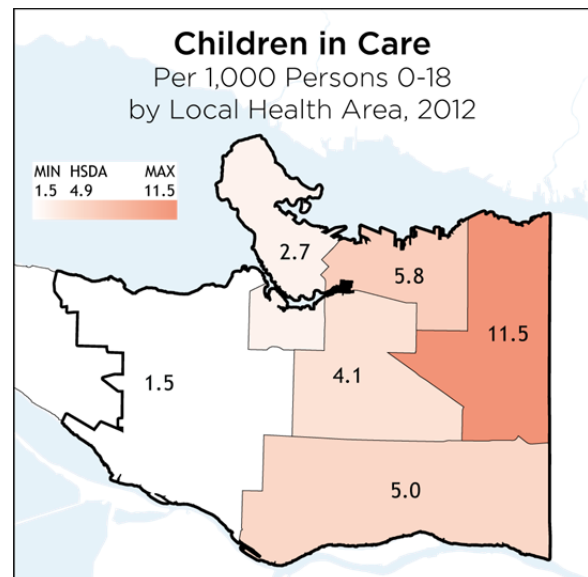 Children in Care
Per 1,000 Persons 0-18
by Local Health Area, 2012
MIN HSDA MAX
1.5 4.9 11.5
2.7
5.8
11.5
1.5
4.1
5.0